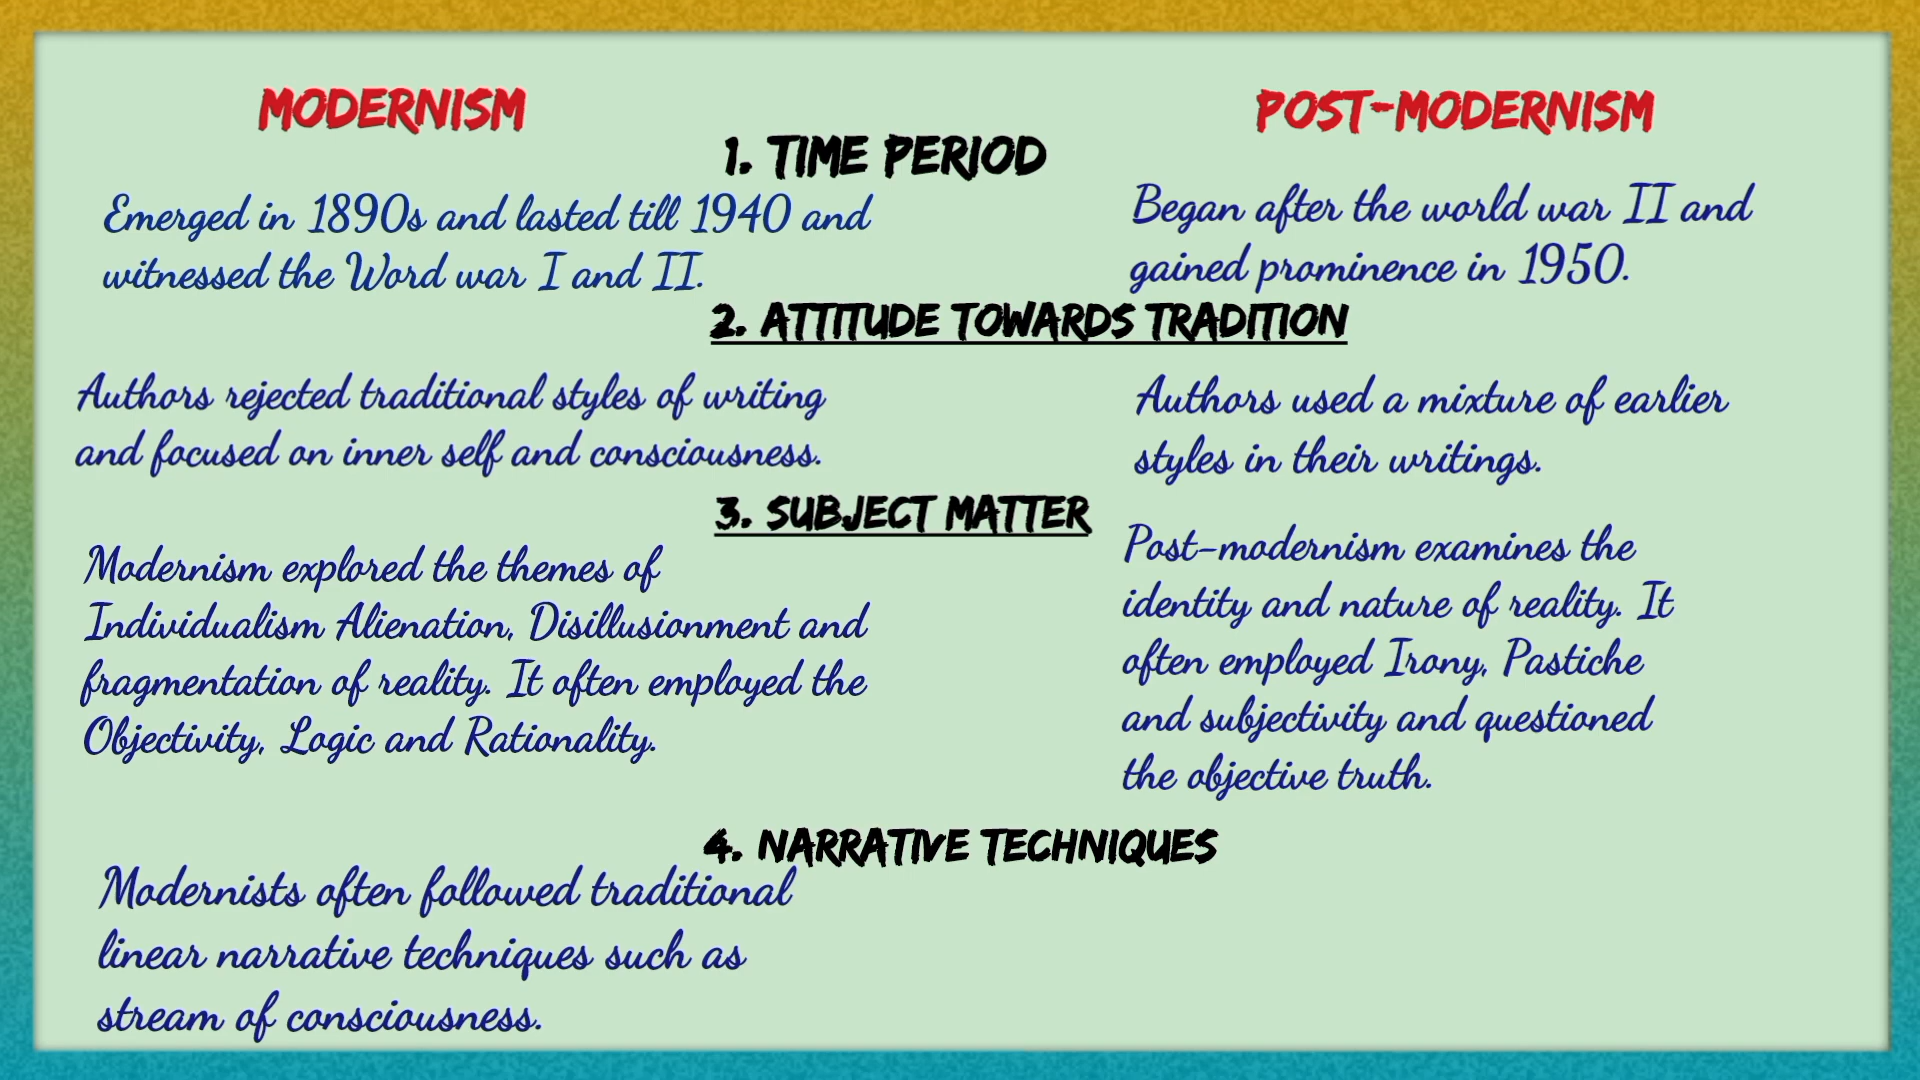 MODERNISM
POST-MODERNISM
1. TIME PERIOD
Emerged in 1890s and lasted till 1940 and
witnessed the Word war I and II.
Began after the world war II and
gained prominence in 1950.
2. ATTITUDE TOWARDS TRADITION
Authors rejected traditional styles of writing
and focused on inner self and consciousness.
Authors used a mixture of earlier
styles in their writings.
3. SUBJECT MATTER
Modernism explored the themes of
Individualism Alienation, Disillusionment and
fragmentation of reality. It often employed the
Objectivity, Logic and Rationality.
Post-modernism examines the
identity and nature of reality. It
often employed Irony, Pastiche
and subjectivity and questioned
the objective truth.
4. NARRATIVE TECHNIQUES
Modernists often followed traditional
linear narrative techniques such as
stream of consciousness.